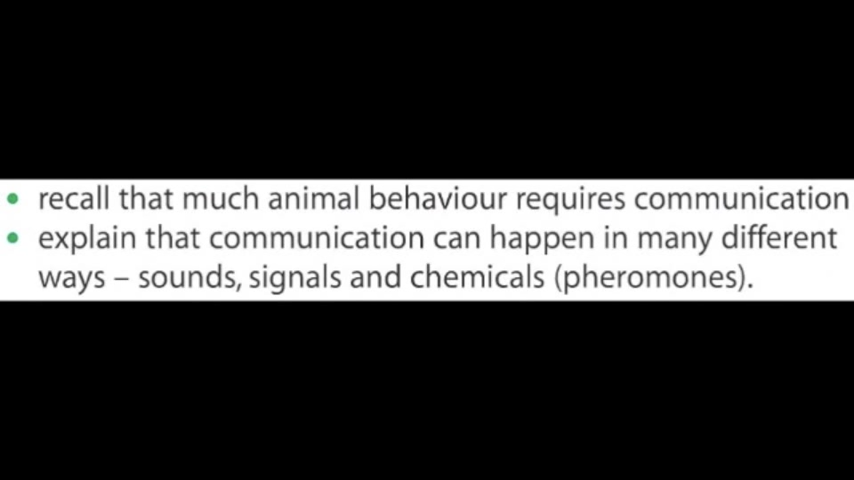 • recall that much animal behaviour requires communication
• explain that communication can happen in many different
ways – sounds, signals and chemicals (pheromones).